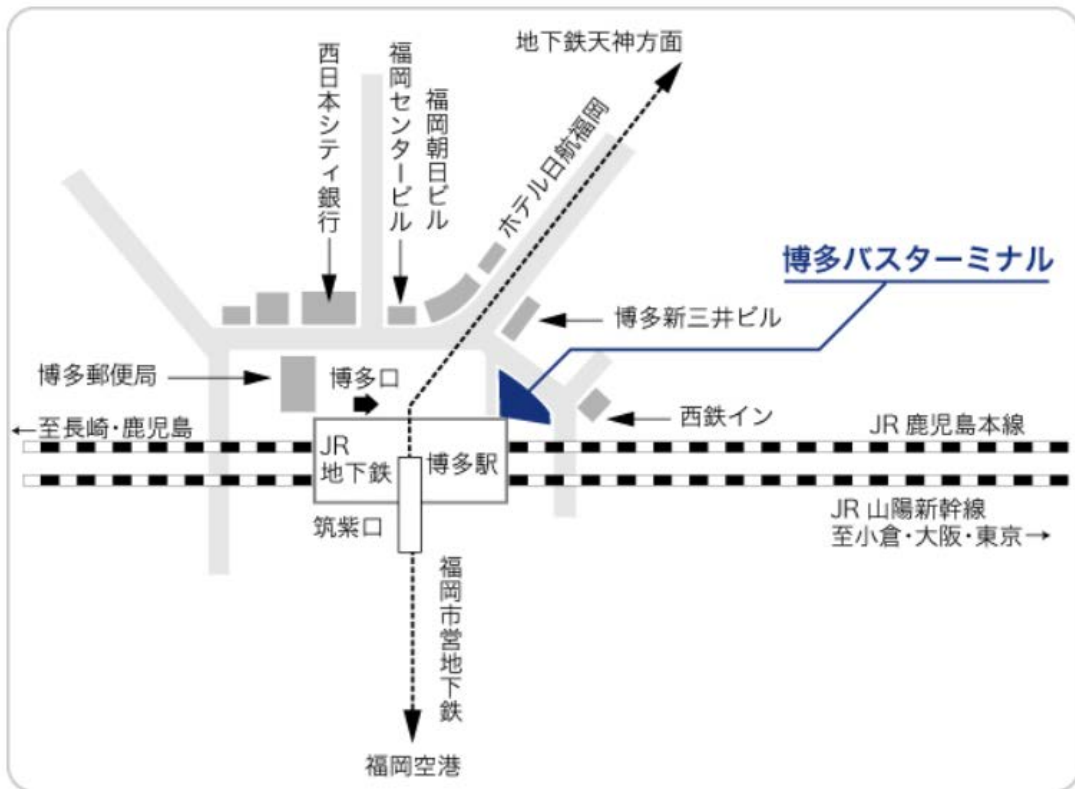 地下鉄天神方面
西日本シティ銀行
福岡センタービル
福岡朝日ビル
ホテル日航福岡
博多バスターミナル
博多新三井ビル
博多郵便局
博多口
西鉄イン
←至長崎・鹿児島
JR 鹿児島本線
JR
地下鉄
博多駅
筑紫口
JR 山陽新幹線
至小倉・大阪・東京→
福岡市営地下鉄
福岡空港